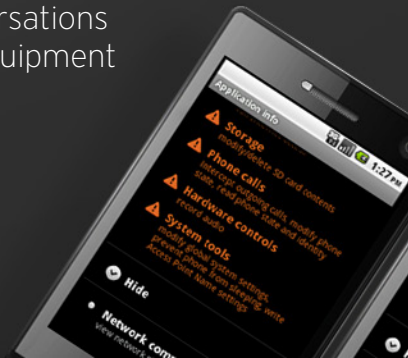 rsations
uipment
Application info
1:27 PM
Storage
modify/delete SD card contents
Phone calls
intercept outgoing calls, modify phone
state, read phone state and identity
Hardware controls
record audio
System tools
modify global system settings,
prevent phone from sleeping, write
Access Point Name settings
Hide
Network com
view network